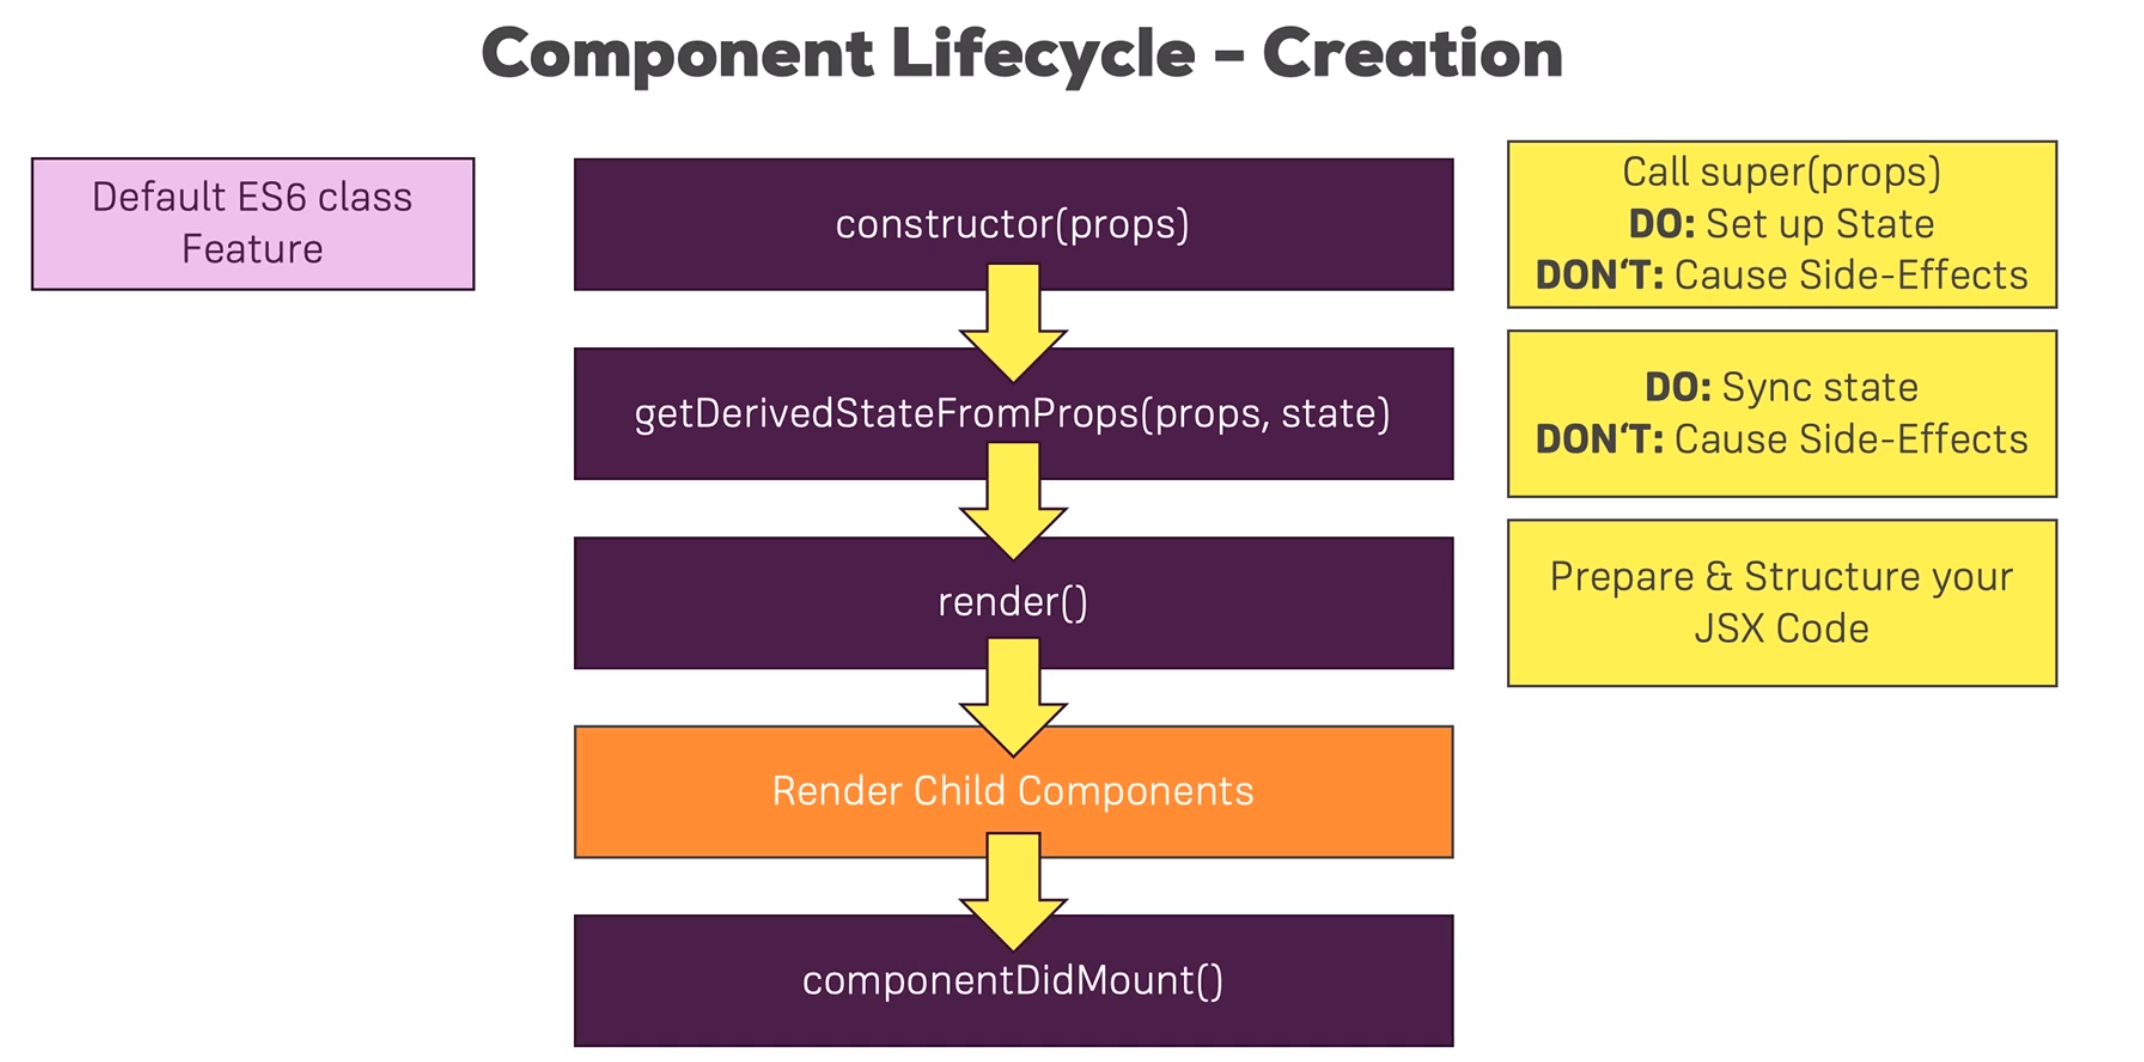 Component Lifecycle – Creation
Default ES6 class
Feature
constructor(props)
Call super(props)
DO: Set up State
DON‘T: Cause Side-Effects
getDerivedStateFromProps(props, state)
DO: Sync state
DON‘T: Cause Side-Effects
render()
Prepare & Structure your
JSX Code
Render Child Components
componentDidMount()